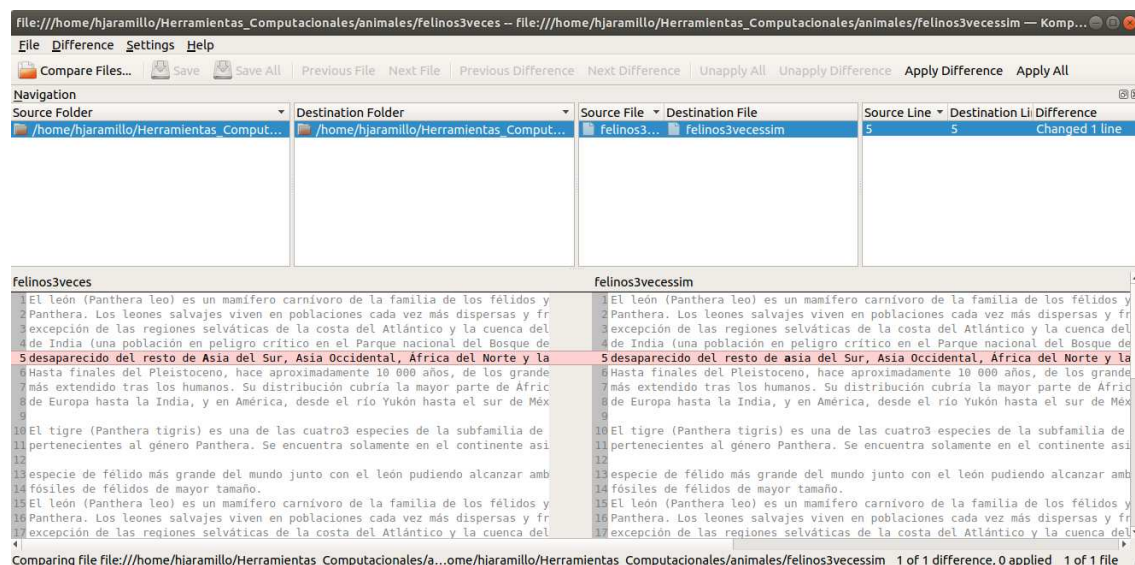 file:///home/hjaramillo/Herramientas_Computacionales/animales/felinos3veces -- file:///home/hjaramillo/Herramientas_Computacionales/animales/felinos3vecessim — Komp...
File Difference Settings Help
Compare Files... Save Save All Previous File Next File Previous Difference Next Difference Unapply All Unapply Difference Apply Difference Apply All
Navigation
Source Folder Destination Folder Source File Destination File Source Line Destination Li Difference
/home/hjaramillo/Herramientas_Comput... /home/hjaramillo/Herramientas_Comput... felinos3... felinos3vecessim 5 5 Changed 1 line
felinos3veces felinos3vecessim
1 El león (Panthera leo) es un mamífero carnívoro de la familia de los félidos y 1 El león (Panthera leo) es un mamífero carnívoro de la familia de los félidos y
2 Panthera. Los leones salvajes viven en poblaciones cada vez más dispersas y fr 2 Panthera. Los leones salvajes viven en poblaciones cada vez más dispersas y fr
3 excepción de las regiones selváticas de la costa del Atlántico y la cuenca del 3 excepción de las regiones selváticas de la costa del Atlántico y la cuenca del
4 de India (una población en peligro crítico en el Parque nacional del Bosque de 4 de India (una población en peligro crítico en el Parque nacional del Bosque de
5 desaparecido del resto de Asia del Sur, Asia Occidental, África del Norte y la 5 desaparecido del resto de asia del Sur, Asia Occidental, África del Norte y la
6 Hasta finales del Pleistoceno, hace aproximadamente 10 000 años, de los grande 6 Hasta finales del Pleistoceno, hace aproximadamente 10 000 años, de los grande
7 más extendido tras los humanos. Su distribución cubría la mayor parte de Áfric 7 más extendido tras los humanos. Su distribución cubría la mayor parte de Áfric
8 de Europa hasta la India, y en América, desde el río Yukón hasta el sur de Méx 8 de Europa hasta la India, y en América, desde el río Yukón hasta el sur de Méx
9 9
10 El tigre (Panthera tigris) es una de las cuatro3 especies de la subfamilia de 10 El tigre (Panthera tigris) es una de las cuatro3 especies de la subfamilia de
11 pertenecientes al género Panthera. Se encuentra solamente en el continente asi 11 pertenecientes al género Panthera. Se encuentra solamente en el continente asi
12 12
13 especie de félido más grande del mundo junto con el león pudiendo alcanzar amb 13 especie de félido más grande del mundo junto con el león pudiendo alcanzar amb
14 fósiles de félidos de mayor tamaño. 14 fósiles de félidos de mayor tamaño.
15 El león (Panthera leo) es un mamífero carnívoro de la familia de los félidos y 15 El león (Panthera leo) es un mamífero carnívoro de la familia de los félidos y
16 Panthera. Los leones salvajes viven en poblaciones cada vez más dispersas y fr 16 Panthera. Los leones salvajes viven en poblaciones cada vez más dispersas y fr
17 excepción de las regiones selváticas de la costa del Atlántico y la cuenca del 17 excepción de las regiones selváticas de la costa del Atlántico y la cuenca del
Comparing file file:///home/hjaramillo/Herramientas_Computacionales/a...ome/hjaramillo/Herramientas_Computacionales/animales/felinos3vecessim 1 of 1 difference, 0 applied 1 of 1 file